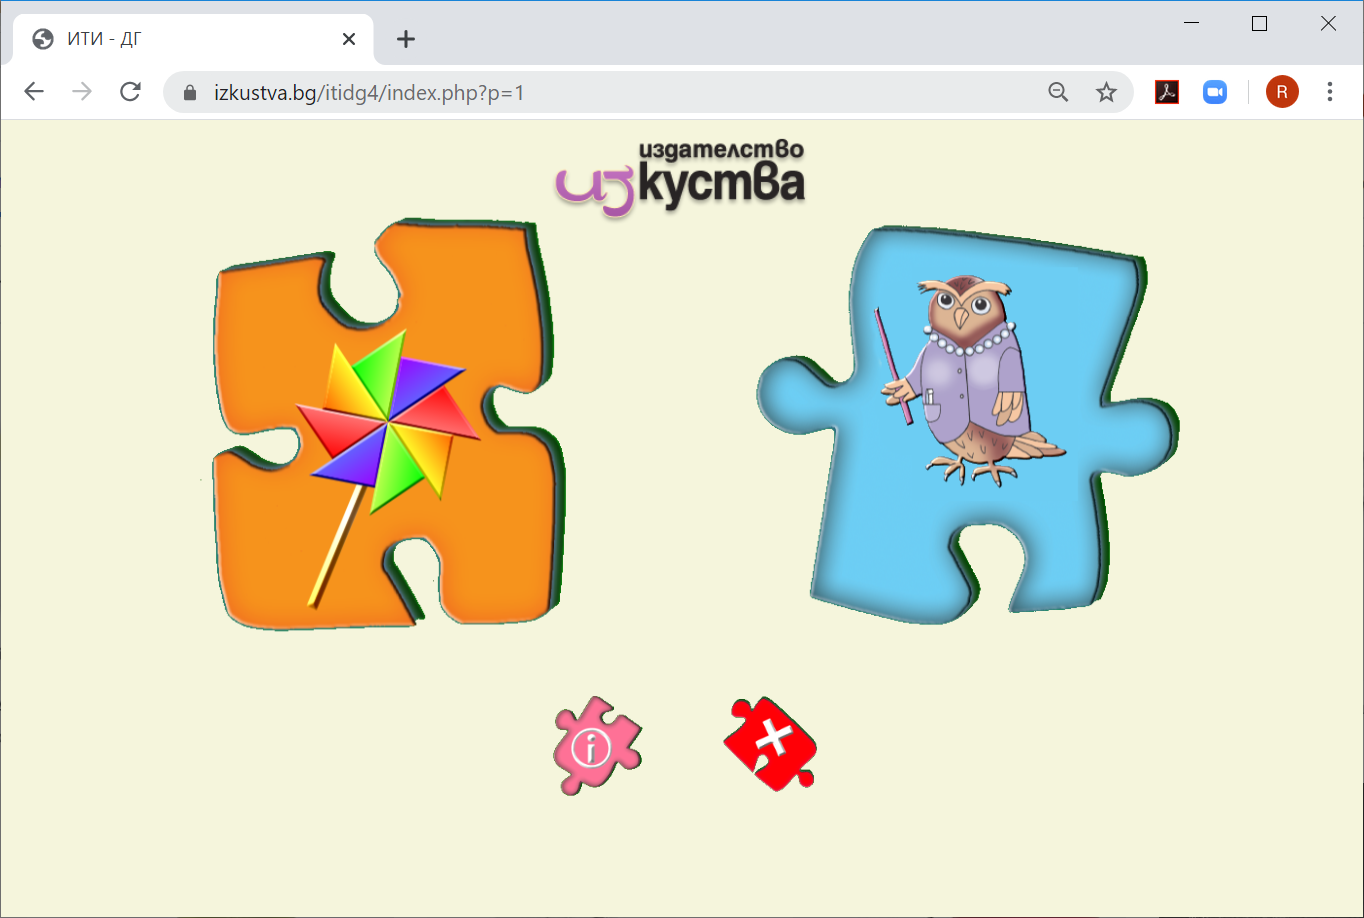 ИТИ - ДГ
izkustva.bg/itidg4/index.php?p=1
R
издателство
изкуства
i